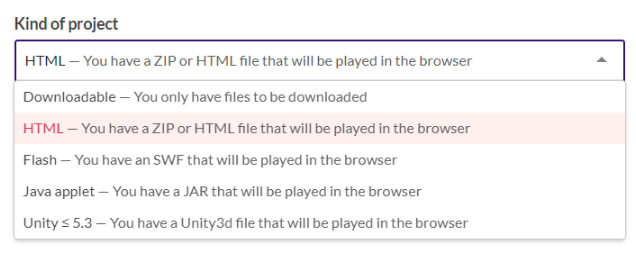 Kind of project
HTML — You have a ZIP or HTML file that will be played in the browser
Downloadable — You only have files to be downloaded
HTML — You have a ZIP or HTML file that will be played in the browser
Flash — You have an SWF that will be played in the browser
Java applet — You have a JAR that will be played in the browser
Unity ≤ 5.3 — You have a Unity3d file that will be played in the browser